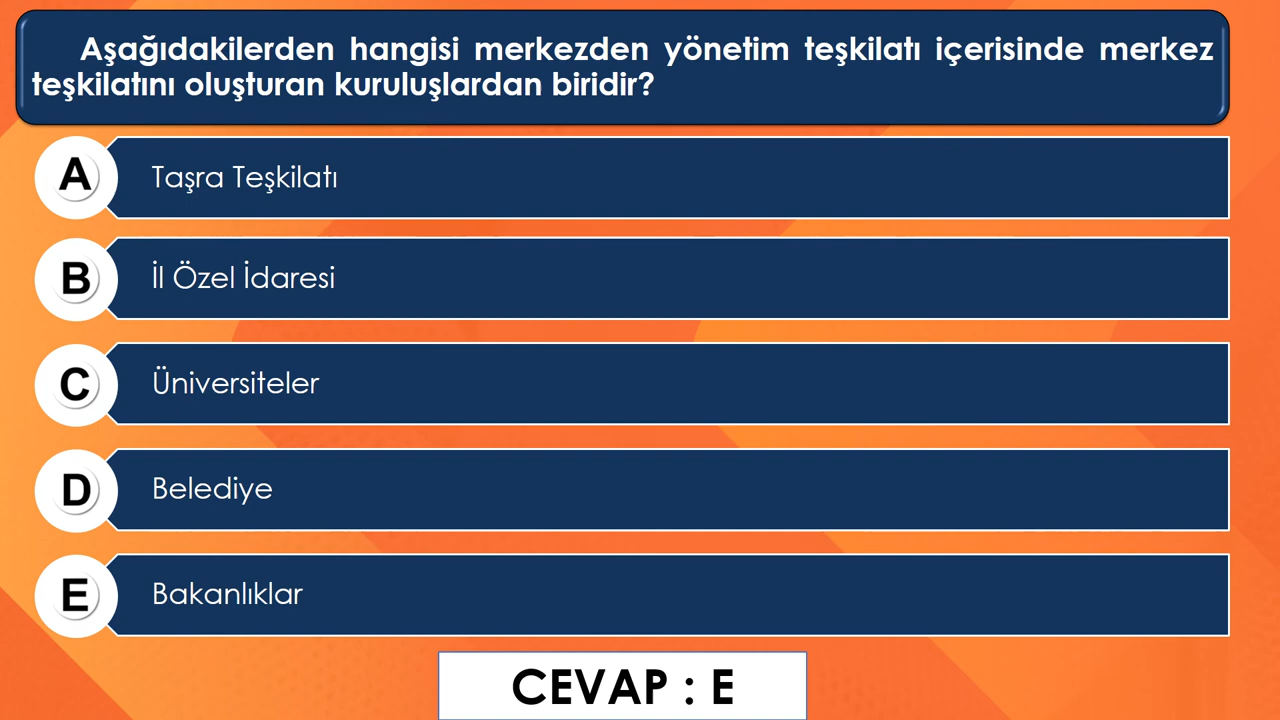 Aşağıdakilerden hangisi merkezden yönetim teşkilatı içerisinde merkez
teşkilatını oluşturan kuruluşlardan biridir?
A Taşra Teşkilatı
B İl Özel İdaresi
C Üniversiteler
D Belediye
E Bakanlıklar
CEVAP : E